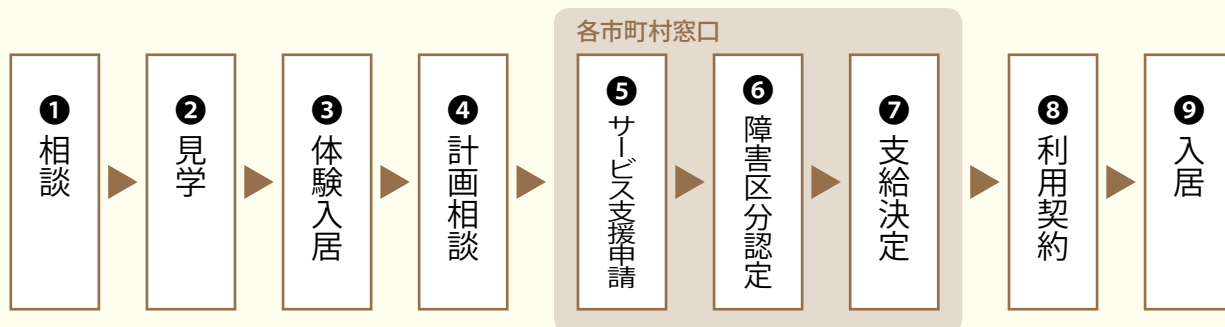 各市町村窓口
❶相談
❷見学
❸体験入居
❹計画相談
❺サービス支援申請
❻障害区分認定
❼支給決定
❽利用契約
❾入居